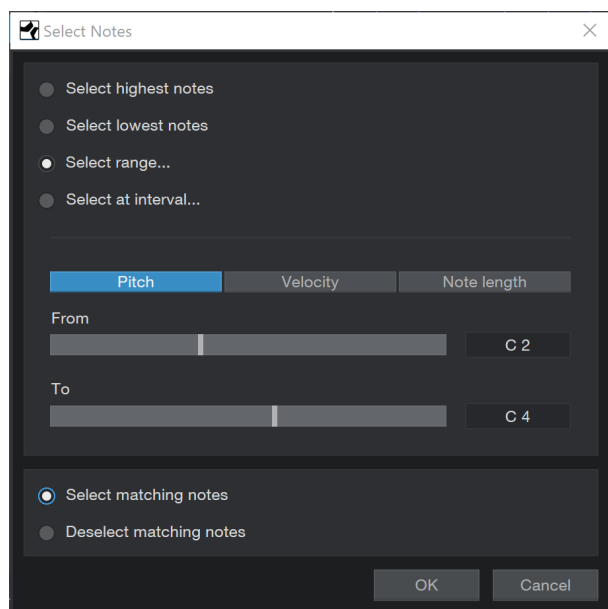 Select Notes
Select highest notes
Select lowest notes
Select range...
Select at interval...
Pitch Velocity Note length
From
C 2
To
C 4
Select matching notes
Deselect matching notes
OK Cancel